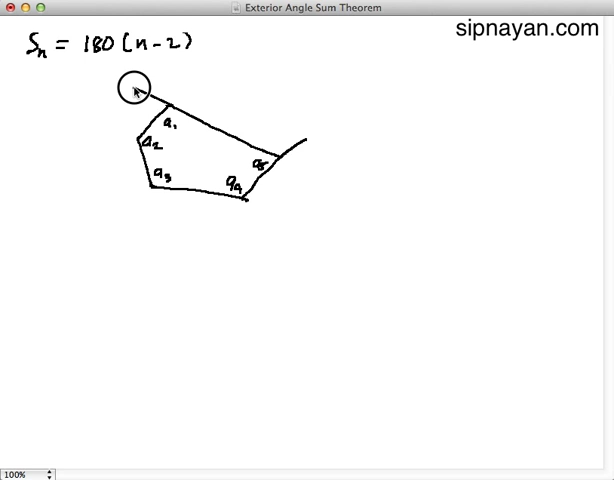 Exterior Angle Sum Theorem
sipnayan.com
Sn = 180 (n - 2)
a1
a2
a3
a4
a5
100%